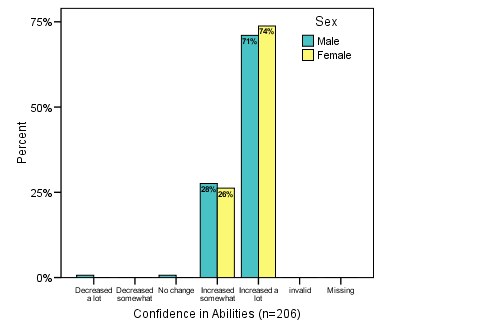 Sex
Male
Female
75%
50%
25%
0%
Percent
71%
74%
28%
26%
Decreased a lot
Decreased somewhat
No change
Increased somewhat
Increased a lot
invalid
Missing
Confidence in Abilities (n=206)